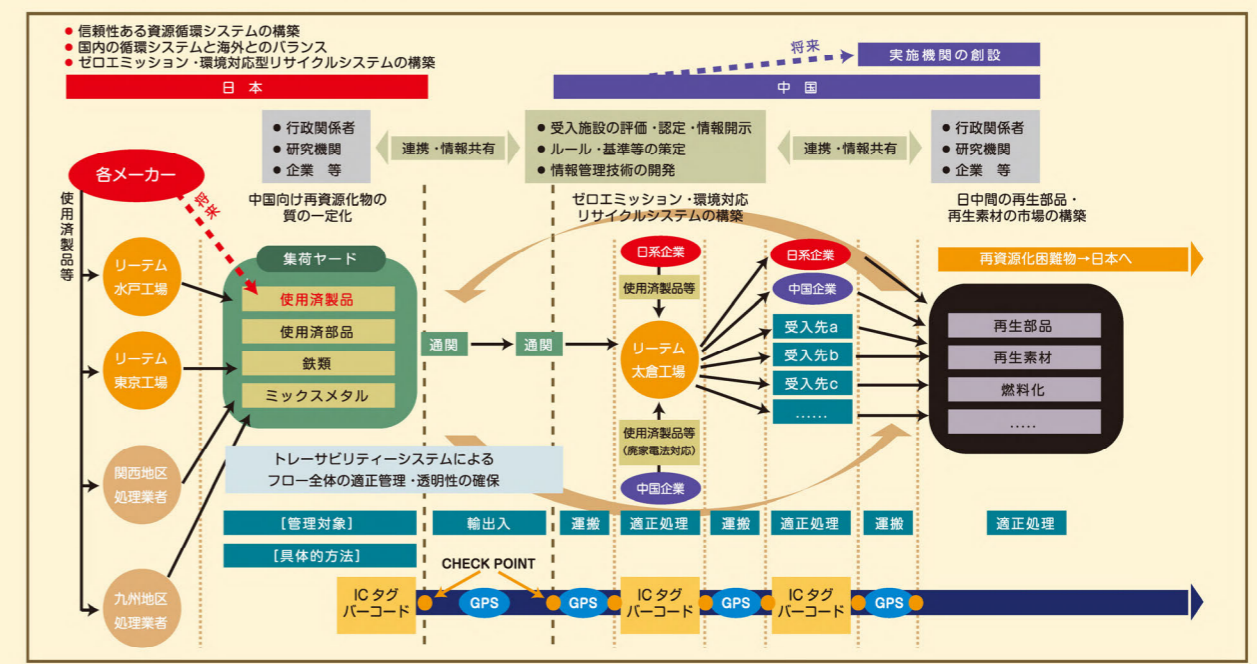 ● 信頼性ある資源循環システムの構築
● 国内の循環システムと海外とのバランス
● ゼロエミッション・環境対応型リサイクルシステムの構築
将来
実施機関の創設
日本
中国
● 行政関係者
● 研究機関
● 企業 等
連携・情報共有
● 受入施設の評価・認定・情報開示
● ルール・基準等の策定
● 情報管理技術の開発
連携・情報共有
● 行政関係者
● 研究機関
● 企業 等
各メーカー
将来
使用済製品等
中国向け再資源化物の
質の一定化
ゼロエミッション・環境対応
リサイクルシステムの構築
日中間の再生部品・
再生素材の市場の構築
リーテム
水戸工場
リーテム
東京工場
関西地区
処理業者
九州地区
処理業者
集荷ヤード
使用済製品
使用済部品
鉄類
ミックスメタル
通関
通関
日系企業
使用済製品等
リーテム
太倉工場
使用済製品等
(廃家電法対応)
中国企業
日系企業
中国企業
受入先a
受入先b
受入先c
……
再資源化困難物→日本へ
再生部品
再生素材
燃料化
…..
トレーサビリティーシステムによる
フロー全体の適正管理・透明性の確保
[管理対象]
輸出入
運搬
適正処理
運搬
適正処理
運搬
適正処理
[具体的方法]
CHECK POINT
ICタグ
バーコード
GPS
GPS
ICタグ
バーコード
GPS
ICタグ
バーコード
GPS